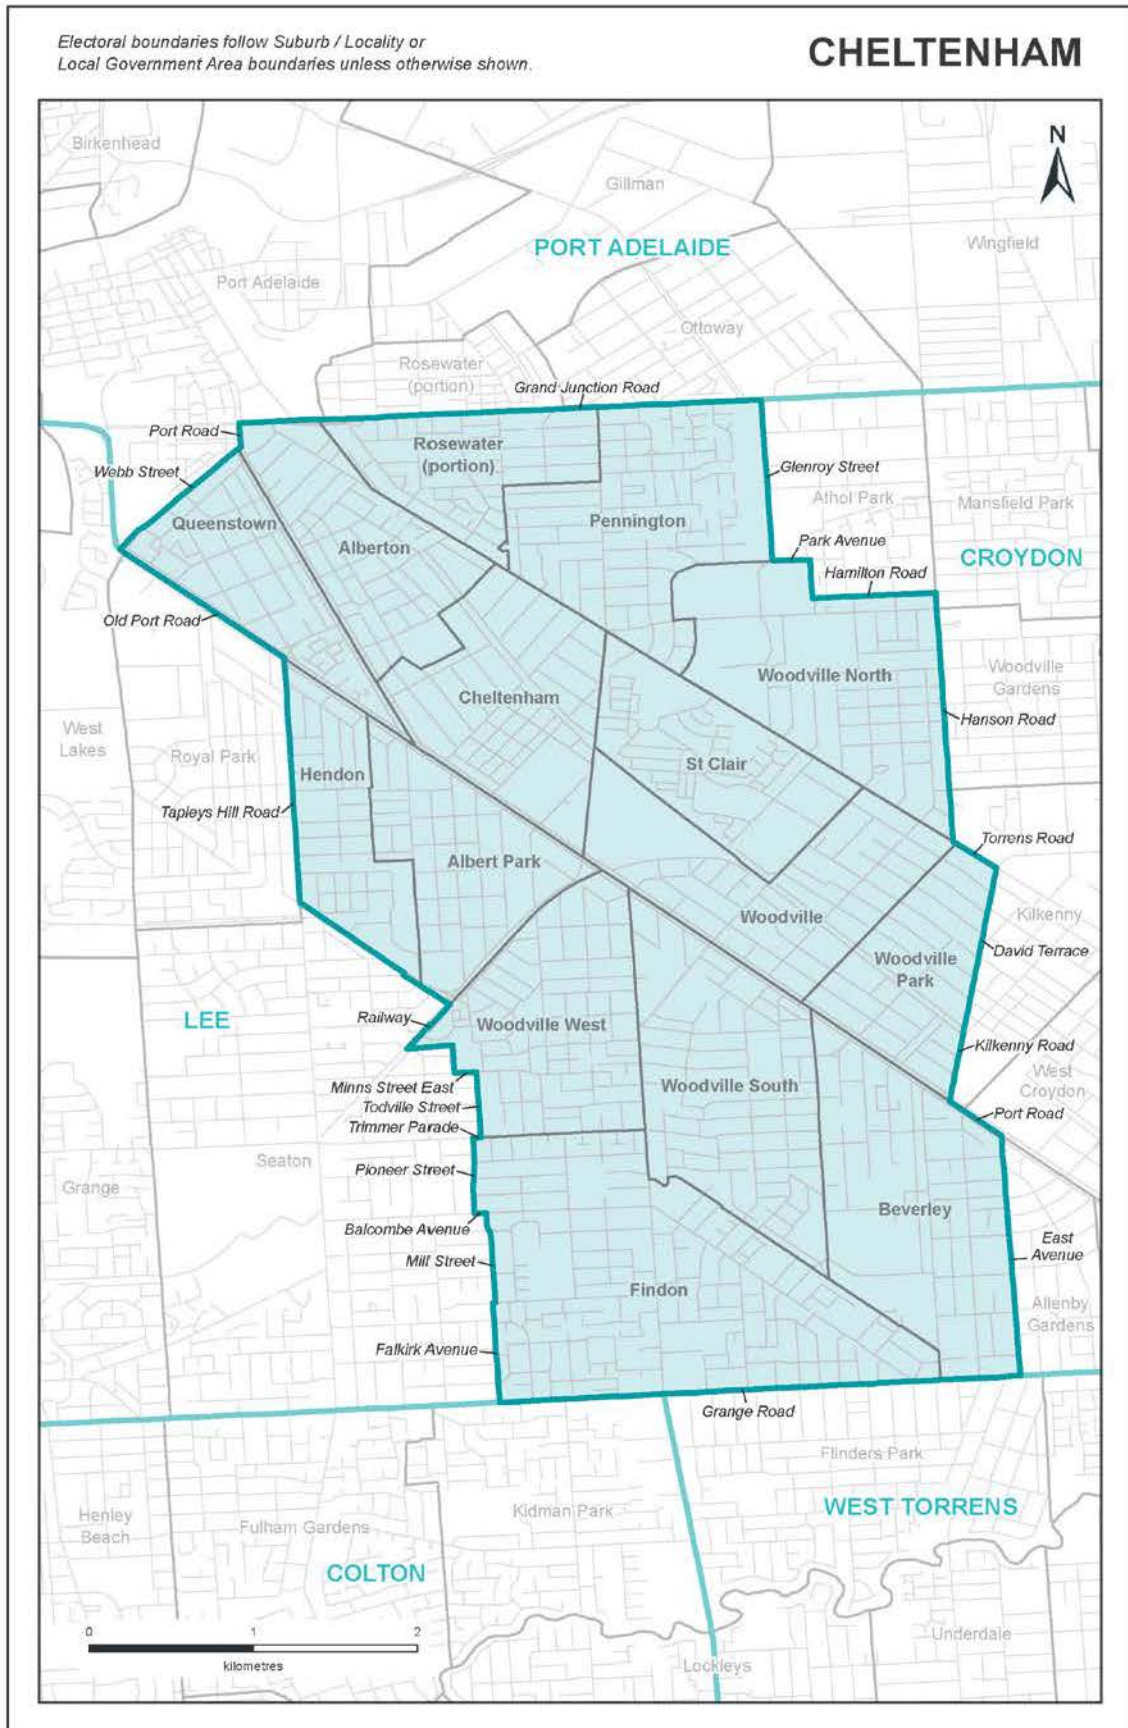 Electoral boundaries follow Suburb / Locality or
Local Government Area boundaries unless otherwise shown.
CHELTENHAM
N
Birkenhead
Gillman
PORT ADELAIDE
Wingfield
Port Adelaide
Ottoway
Rosewater
(portion)
Grand Junction Road
Port Road
Rosewater
(portion)
Webb Street
Glenroy Street
Athol Park
Mansfield Park
Queenstown
Pennington
Alberton
Park Avenue
CROYDON
Hamilton Road
Old Port Road
Woodville
Gardens
Woodville North
Cheltenham
Hanson Road
West
Lakes
Royal Park
St Clair
Hendon
Tapleys Hill Road
Torrens Road
Albert Park
Woodville
Kilkenny
David Terrace
Woodville
Park
LEE
Railway
Woodville West
Kilkenny Road
West
Croydon
Minns Street East
Woodville South
Todville Street
Port Road
Trimmer Parade
Seaton
Pioneer Street
Grange
Beverley
Balcombe Avenue
East
Avenue
Mill Street
Findon
Allenby
Gardens
Falkirk Avenue
Grange Road
Flinders Park
WEST TORRENS
Henley
Beach
Fulham Gardens
Kidman Park
COLTON
0 1 2
kilometres
Underdale
Lockleys